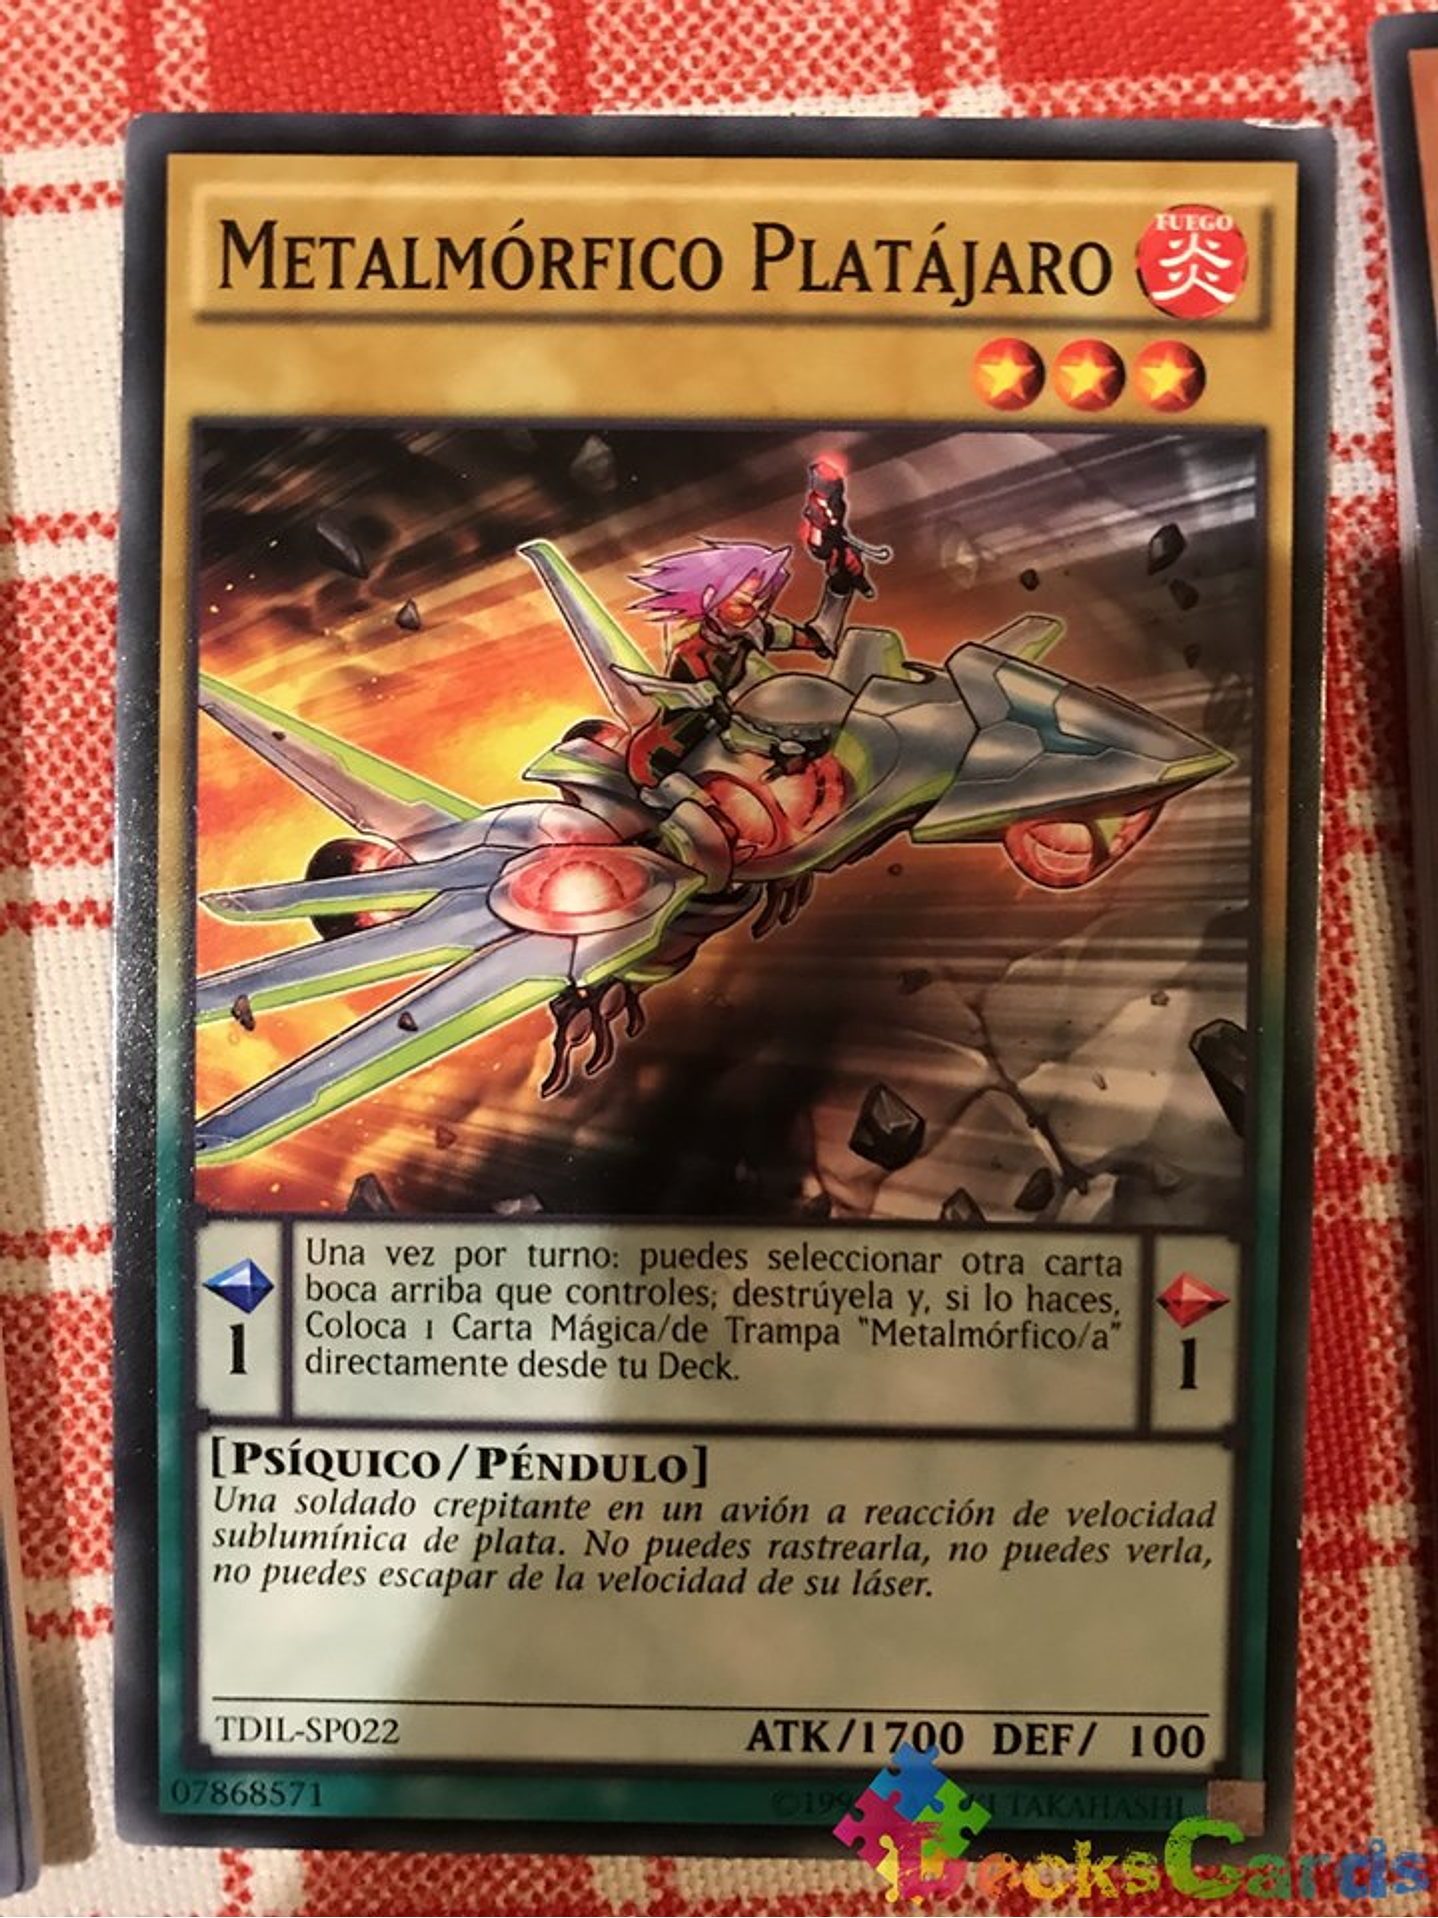 METALMÓRFICO PLATÁJARO
FUEGO
炎
Una vez por turno: puedes seleccionar otra carta
boca arriba que controles; destrúyela y, si lo haces,
Coloca 1 Carta Mágica/de Trampa "Metalmórfico/a"
directamente desde tu Deck.
1
1
[PSÍQUICO/PÉNDULO]
Una soldado crepitante en un avión a reacción de velocidad
sublumínica de plata. No puedes rastrearla, no puedes verla,
no puedes escapar de la velocidad de su láser.
TDIL-SP022
ATK/1700 DEF/ 100
07868571
TAKAHASHI
DecksCards